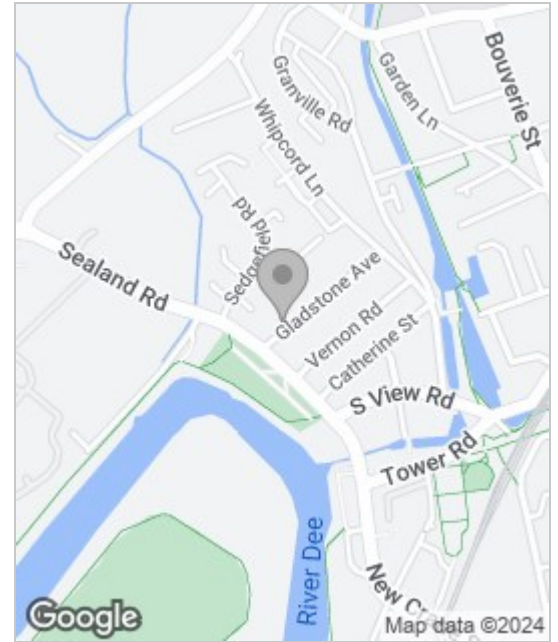 Bouverie St
Garden Ln
Granville Rd
Whipcord Ln
Sedgefield Rd
Sealand Rd
Gladstone Ave
Vernon Rd
Catherine St
S View Rd
Tower Rd
River Dee
New C
Google
Map data ©2024